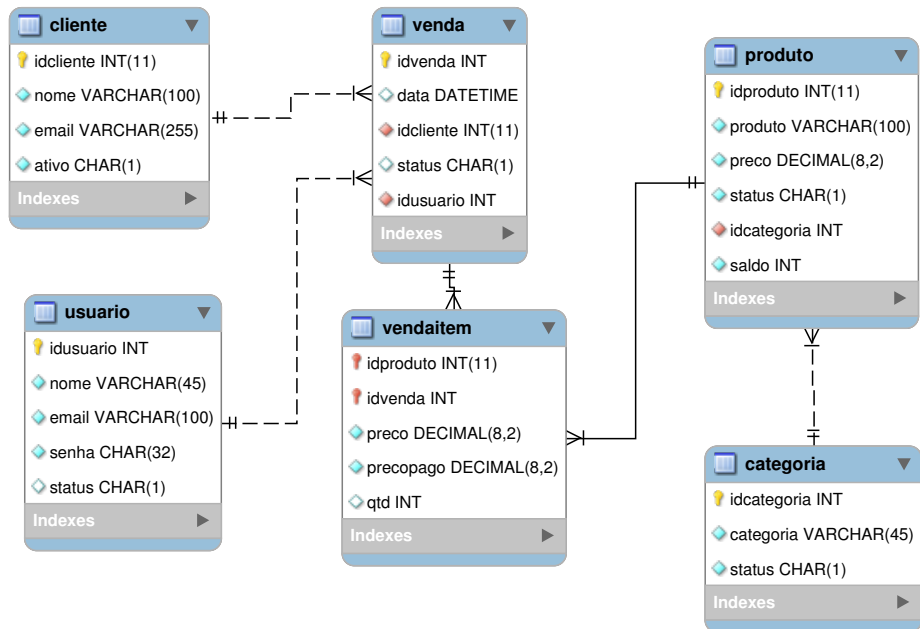 cliente
idcliente INT(11)
nome VARCHAR(100)
email VARCHAR(255)
ativo CHAR(1)
Indexes
venda
idvenda INT
data DATETIME
idcliente INT(11)
status CHAR(1)
idusuario INT
Indexes
produto
idproduto INT(11)
produto VARCHAR(100)
preco DECIMAL(8,2)
status CHAR(1)
idcategoria INT
saldo INT
Indexes
usuario
idusuario INT
nome VARCHAR(45)
email VARCHAR(100)
senha CHAR(32)
status CHAR(1)
Indexes
vendaitem
idproduto INT(11)
idvenda INT
preco DECIMAL(8,2)
precopago DECIMAL(8,2)
qtd INT
Indexes
categoria
idcategoria INT
categoria VARCHAR(45)
status CHAR(1)
Indexes